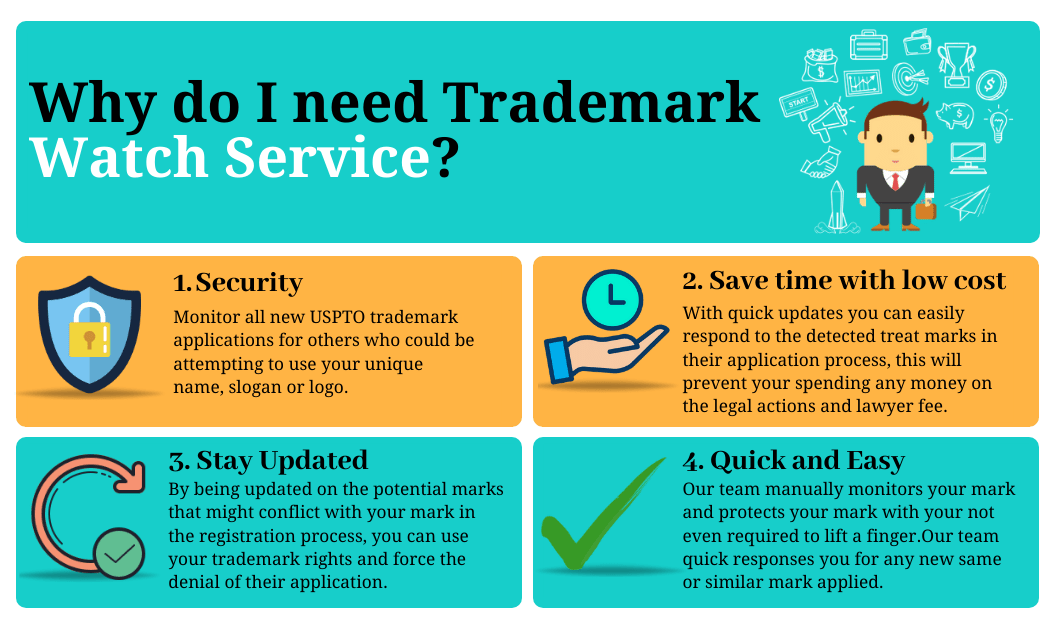 Why do I need Trademark
Watch Service?
START
$
$
$
1. Security
Monitor all new USPTO trademark
applications for others who could be
attempting to use your unique
name, slogan or logo.
2. Save time with low cost
With quick updates you can easily
respond to the detected treat marks in
their application process, this will
prevent your spending any money on
the legal actions and lawyer fee.
3. Stay Updated
By being updated on the potential marks
that might conflict with your mark in
the registration process, you can use
your trademark rights and force the
denial of their application.
4. Quick and Easy
Our team manually monitors your mark
and protects your mark with your not
even required to lift a finger.Our team
quick responses you for any new same
or similar mark applied.